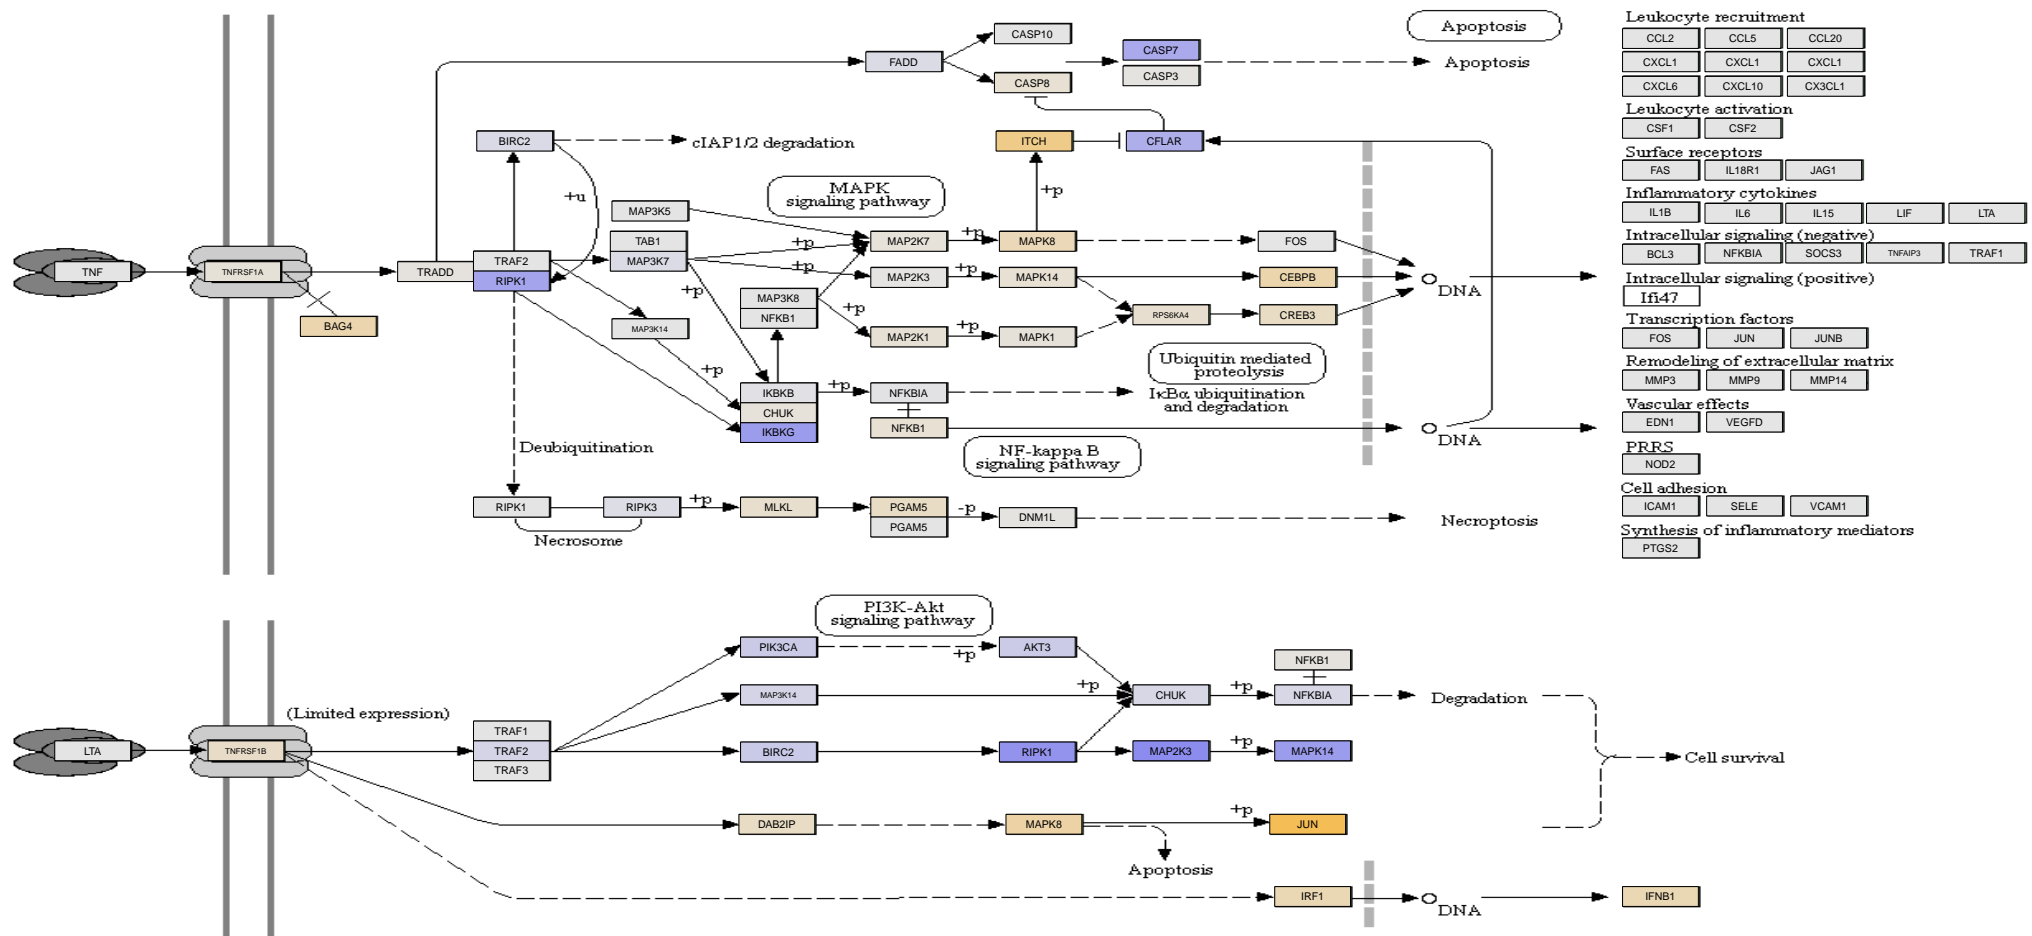 Leukocyte recruitment
CCL2 CCL5 CCL20
CXCL1 CXCL1 CXCL1
CXCL6 CXCL10 CX3CL1
Leukocyte activation
CSF1 CSF2
Surface receptors
FAS IL18R1 JAG1
Inflammatory cytokines
IL1B IL6 IL15 LIF LTA
Intracellular signaling (negative)
BCL3 NFKBIA SOCS3 TNFAIP3 TRAF1
Intracellular signaling (positive)
Ifi47
Transcription factors
FOS JUN JUNB
Remodeling of extracellular matrix
MMP3 MMP9 MMP14
Vascular effects
EDN1 VEGFD
PRRS
NOD2
Cell adhesion
ICAM1 SELE VCAM1
Synthesis of inflammatory mediators
PTGS2
Apoptosis
CASP10
FADD
CASP7
Apoptosis
CASP3
CASP8
BIRC2
cIAP1/2 degradation
ITCH
CFLAR
+u
+p
MAPK
signaling pathway
MAP3K5
TAB1
MAP3K7
MAP2K7
+p
+p
MAPK8
FOS
TNF
TNFRSF1A
TRADD
TRAF2
RIPK1
+p
+p
MAP2K3
+p
MAPK14
CEBPB
DNA
BAG4
MAP3K14
MAP3K8
NFKB1
+p
RPS6KA4
CREB3
MAP2K1
+p
MAPK1
Ubiquitin mediated
proteolysis
+p
IKBKB
+p
NFKBIA
IκBα ubiquitination
and degradation
CHUK
IKBKG
NFKB1
DNA
Deubiquitination
NF-kappa B
signaling pathway
RIPK1
RIPK3
+p
MLKL
PGAM5
PGAM5
-p
DNM1L
Necroptosis
Necrosome
PI3K-Akt
signaling pathway
PIK3CA
+p
AKT3
NFKB1
MAP3K14
+p
CHUK
+p
NFKBIA
Degradation
(Limited expression)
LTA
TNFRSF1B
TRAF1
TRAF2
TRAF3
BIRC2
RIPK1
MAP2K3
+p
MAPK14
Cell survival
DAB2IP
MAPK8
+p
JUN
Apoptosis
IRF1
DNA
IFNB1